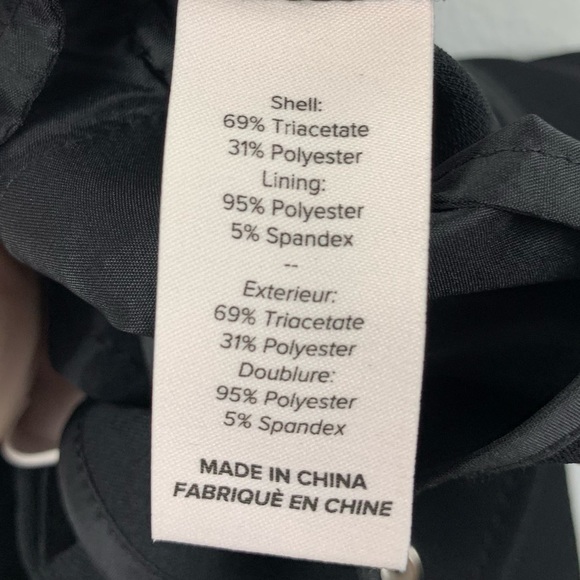 Shell:
69% Triacetate
31% Polyester
Lining:
95% Polyester
5% Spandex
--
Exterieur:
69% Triacetate
31% Polyester
Doublure:
95% Polyester
5% Spandex
MADE IN CHINA
FABRIQUÈ EN CHINE